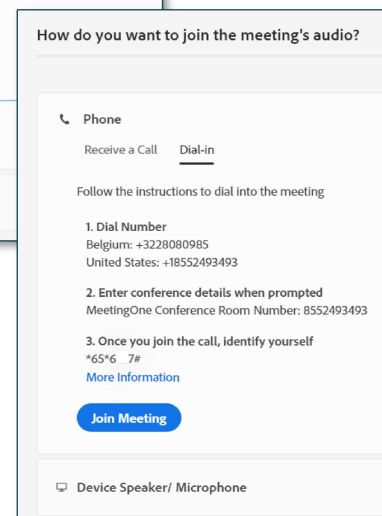 How do you want to join the meeting's audio?
Phone
Receive a Call Dial-in
Follow the instructions to dial into the meeting
1. Dial Number
Belgium: +3228080985
United States: +18552493493
2. Enter conference details when prompted
MeetingOne Conference Room Number: 8552493493
3. Once you join the call, identify yourself
*65*6 7#
More Information
Join Meeting
Device Speaker/ Microphone